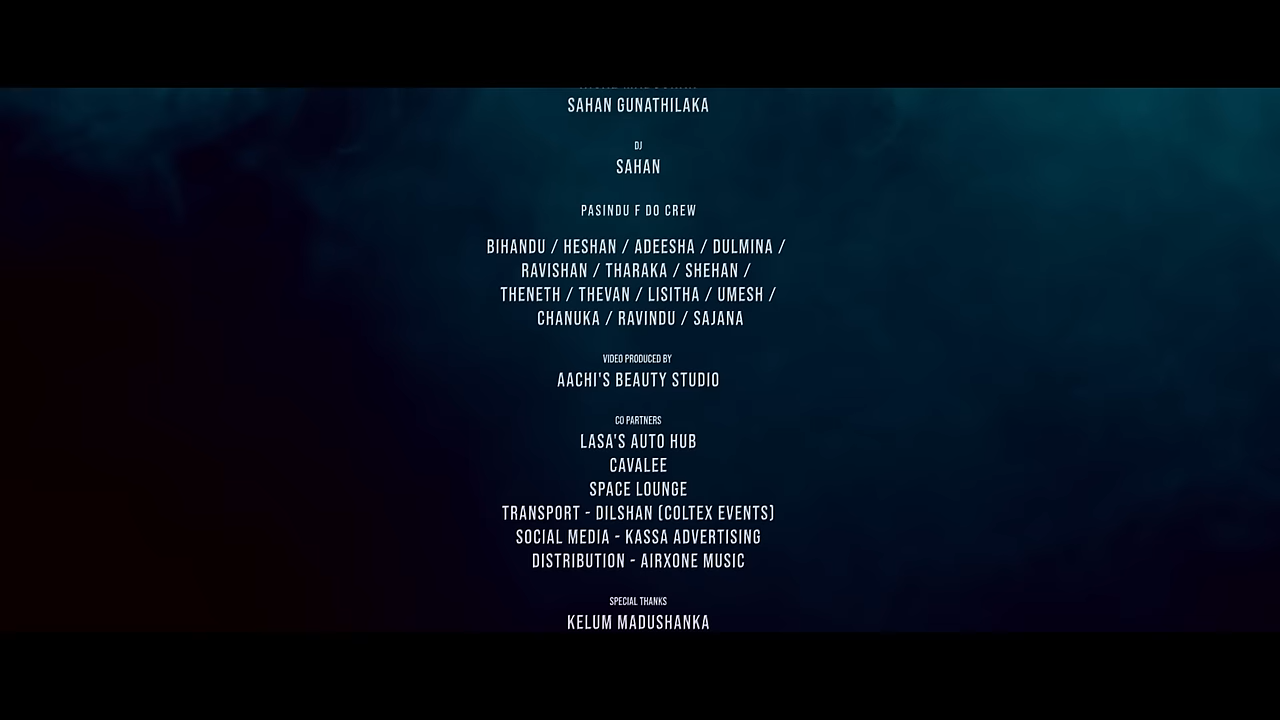 SAHAN GUNATHILAKA
DJ
SAHAN
PASINDU F DO CREW
BIHANDU / HESHAN / ADEESHA / DULMINA /
RAVISHAN / THARAKA / SHEHAN /
THENETH / THEVAN / LISITHA / UMESH /
CHANUKA / RAVINDU / SAJANA
VIDEO PRODUCED BY
AACHI'S BEAUTY STUDIO
CO PARTNERS
LASA'S AUTO HUB
CAVALEE
SPACE LOUNGE
TRANSPORT - DILSHAN (COLTEX EVENTS)
SOCIAL MEDIA - KASSA ADVERTISING
DISTRIBUTION - AIRXONE MUSIC
SPECIAL THANKS
KELUM MADUSHANKA